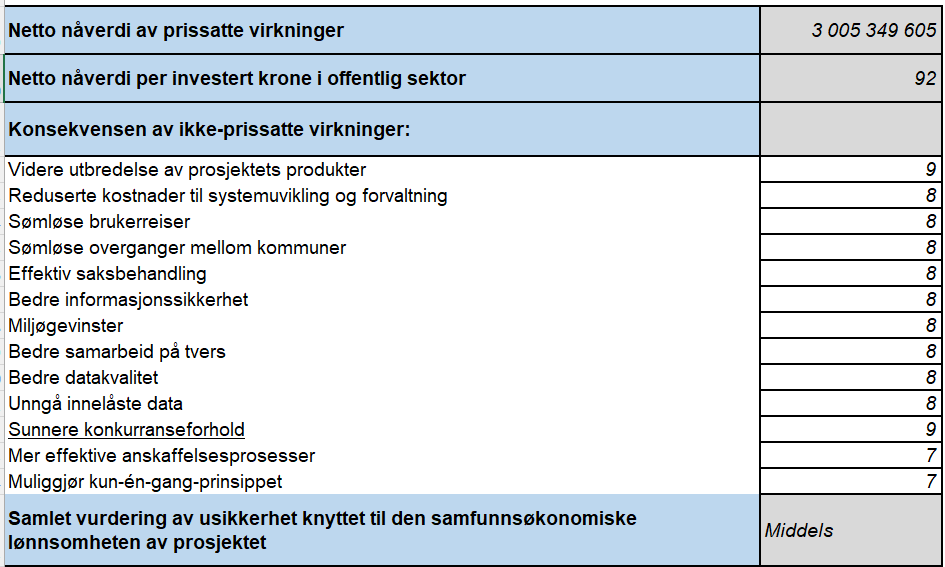 Netto nåverdi av prissatte virkninger 3 005 349 605
Netto nåverdi per investert krone i offentlig sektor 92
Konsekvensen av ikke-prissatte virkninger:
Videre utbredelse av prosjektets produkter 9
Reduserte kostnader til systemuvikling og forvaltning 8
Sømløse brukerreiser 8
Sømløse overganger mellom kommuner 8
Effektiv saksbehandling 8
Bedre informasjonssikkerhet 8
Miljøgevinster 8
Bedre samarbeid på tvers 8
Bedre datakvalitet 8
Unngå innelåste data 8
Sunnere konkurranseforhold 9
Mer effektive anskaffelsesprosesser 7
Muliggjør kun-én-gang-prinsippet 7
Samlet vurdering av usikkerhet knyttet til den samfunnsøkonomiske
lønnsomheten av prosjektet Middels